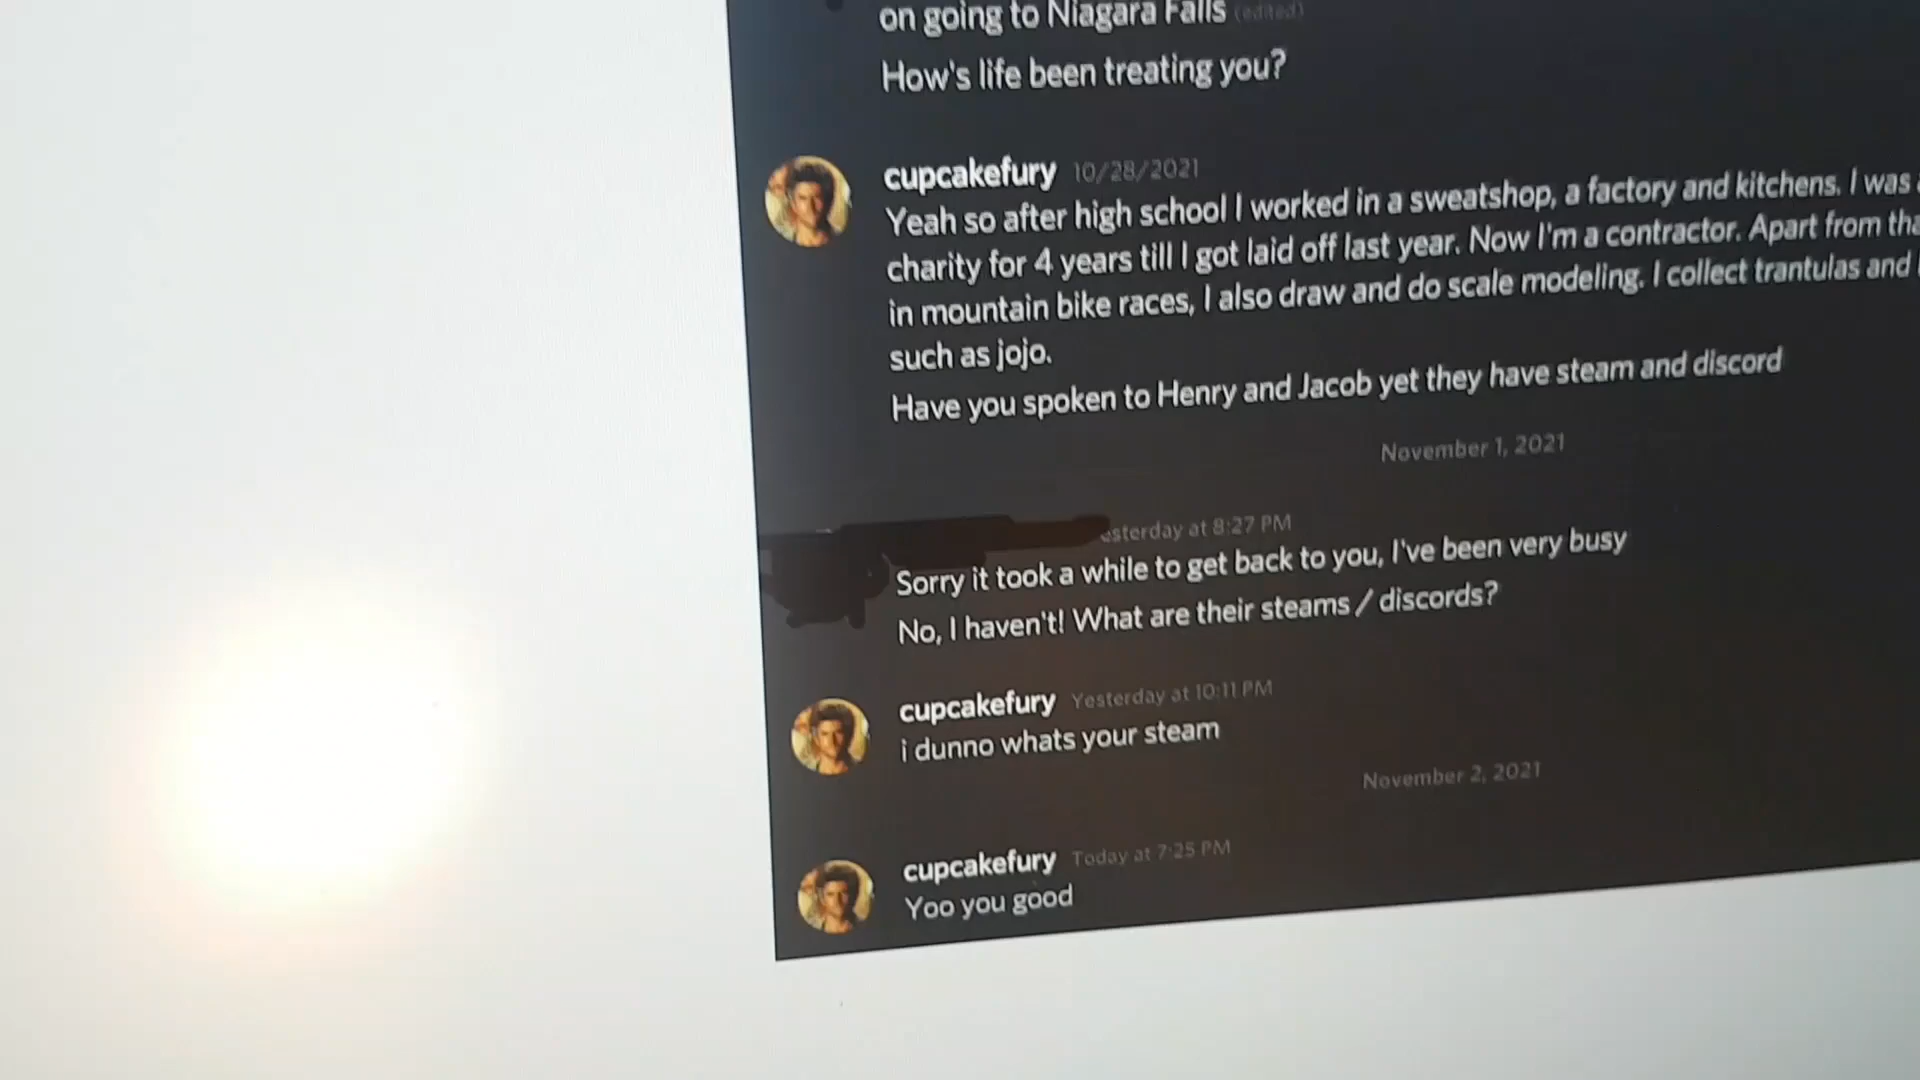 on going to Niagara Falls (edited)
How's life been treating you?
cupcakefury 10/28/2021
Yeah so after high school I worked in a sweatshop, a factory and kitchens. I was
charity for 4 years till I got laid off last year. Now I'm a contractor. Apart from
in mountain bike races, I also draw and do scale modeling. I collect trantulas and
such as jojo.
Have you spoken to Henry and Jacob yet they have steam and discord
November 1, 2021
esterday at 8:27 PM
Sorry it took a while to get back to you, I've been very busy
No, I haven't! What are their steams / discords?
cupcakefury Yesterday at 10:11 PM
i dunno whats your steam
November 2, 2021
cupcakefury Today at 7:25 PM
Yoo you good